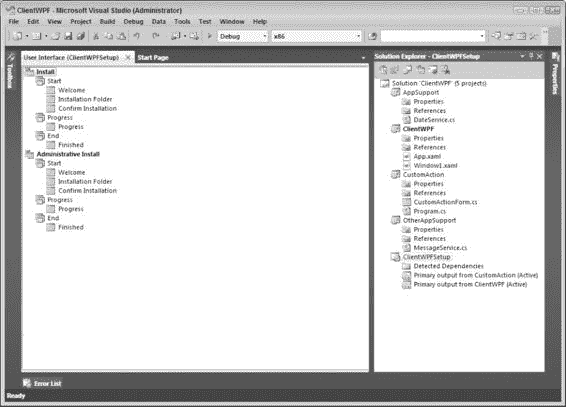 ClientWPF - Microsoft Visual Studio (Administrator)
File Edit View Project Build Debug Data Tools Test Window Help
Debug x86
Toolbox
User Interface (ClientWPFSetup) Start Page
Install
Start
Welcome
Installation Folder
Confirm Installation
Progress
Progress
End
Finished
Administrative Install
Start
Welcome
Installation Folder
Confirm Installation
Progress
Progress
End
Finished
Solution Explorer - ClientWPFSetup
Solution 'ClientWPF' (5 projects)
AppSupport
Properties
References
DateService.cs
ClientWPF
Properties
References
App.xaml
Window1.xaml
CustomAction
Properties
References
CustomActionForm.cs
Program.cs
OtherAppSupport
Properties
References
MessageService.cs
ClientWPFSetup
Detected Dependencies
Primary output from CustomAction (Active)
Primary output from ClientWPF (Active)
Properties
Error List
Ready